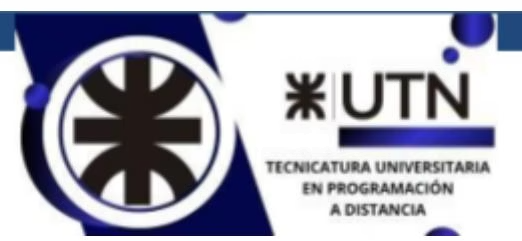 UTN
TECNICATURA UNIVERSITARIA
EN PROGRAMACIÓN
A DISTANCIA